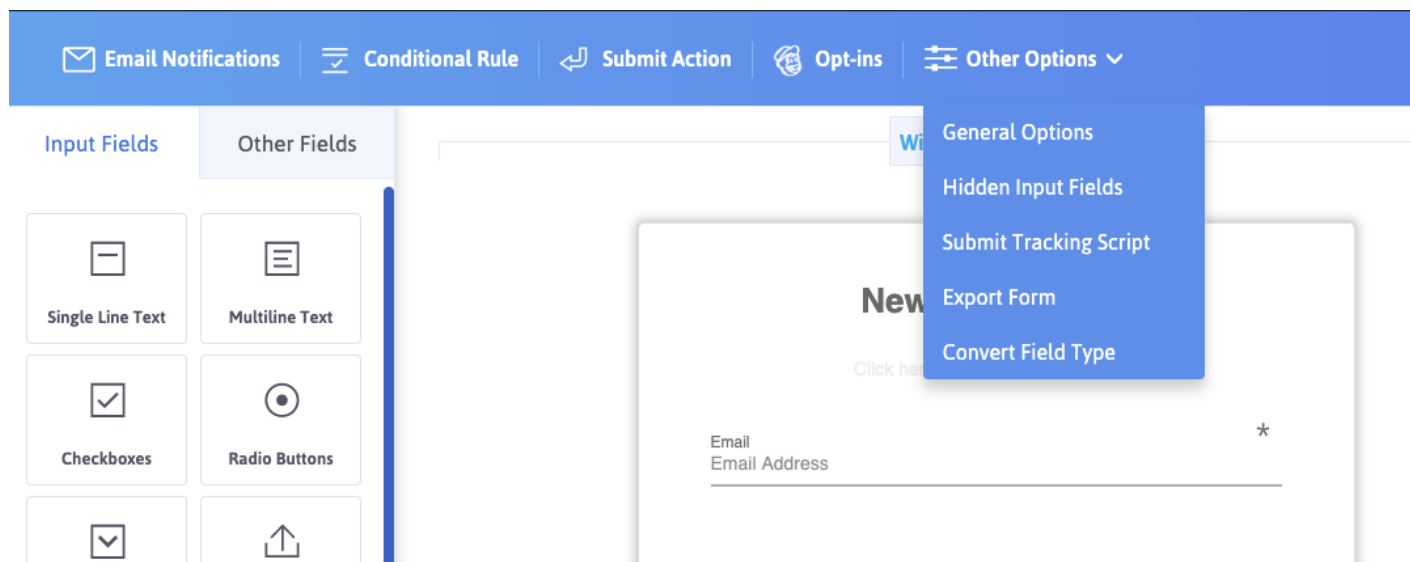 Email Notifications
Conditional Rule
Submit Action
Opt-ins
Other Options
Input Fields
Other Fields
General Options
Hidden Input Fields
Submit Tracking Script
Export Form
Convert Field Type
Single Line Text
Multiline Text
Checkboxes
Radio Buttons
Email
*
Email Address